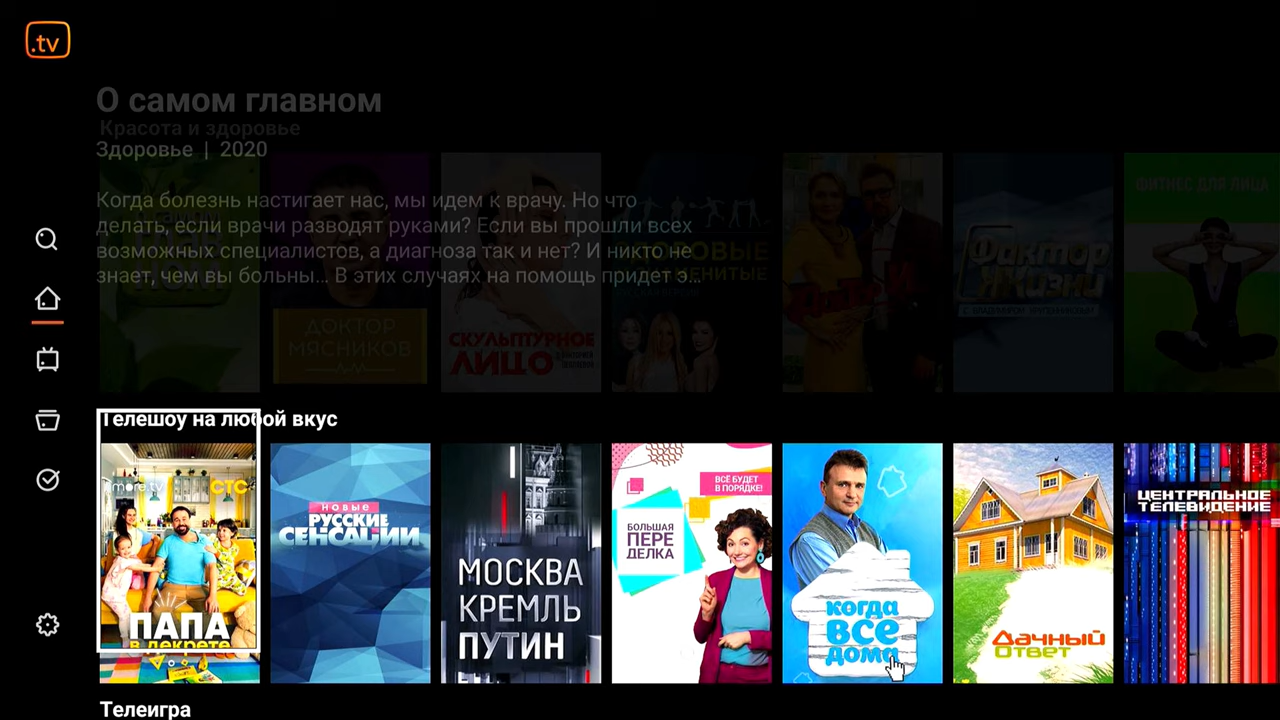 .tv
О самом главном
Красота и здоровье
Здоровье | 2020
Когда болезнь настигает нас, мы идем к врачу. Но что
делать, если врачи разводят руками? Если вы прошли всех
возможных специалистов, а диагноза так и нет? И никто не
знает, чем вы больны... В этих случаях на помощь придет э...
ДОКТОР
МЯСНИКОВ
СКУЛЬПТУРНОЕ
ЛИЦО
Фактор
Жизни
ФИТНЕС ДЛЯ ЛИЦА
Телешоу на любой вкус
more.tv
СТС
ПАПА
в декрете
НОВЫЕ
РУССКИЕ
СЕНСАЦИИ
МОСКВА
КРЕМЛЬ
ПУТИН
ВСЁ БУДЕТ
В ПОРЯДКЕ!
БОЛЬШАЯ
ПЕРЕ
ДЕЛКА
когда
все
дома
Дачный
Ответ
ЦЕНТРАЛЬНОЕ
ТЕЛЕВИДЕНИЕ
Телеигра